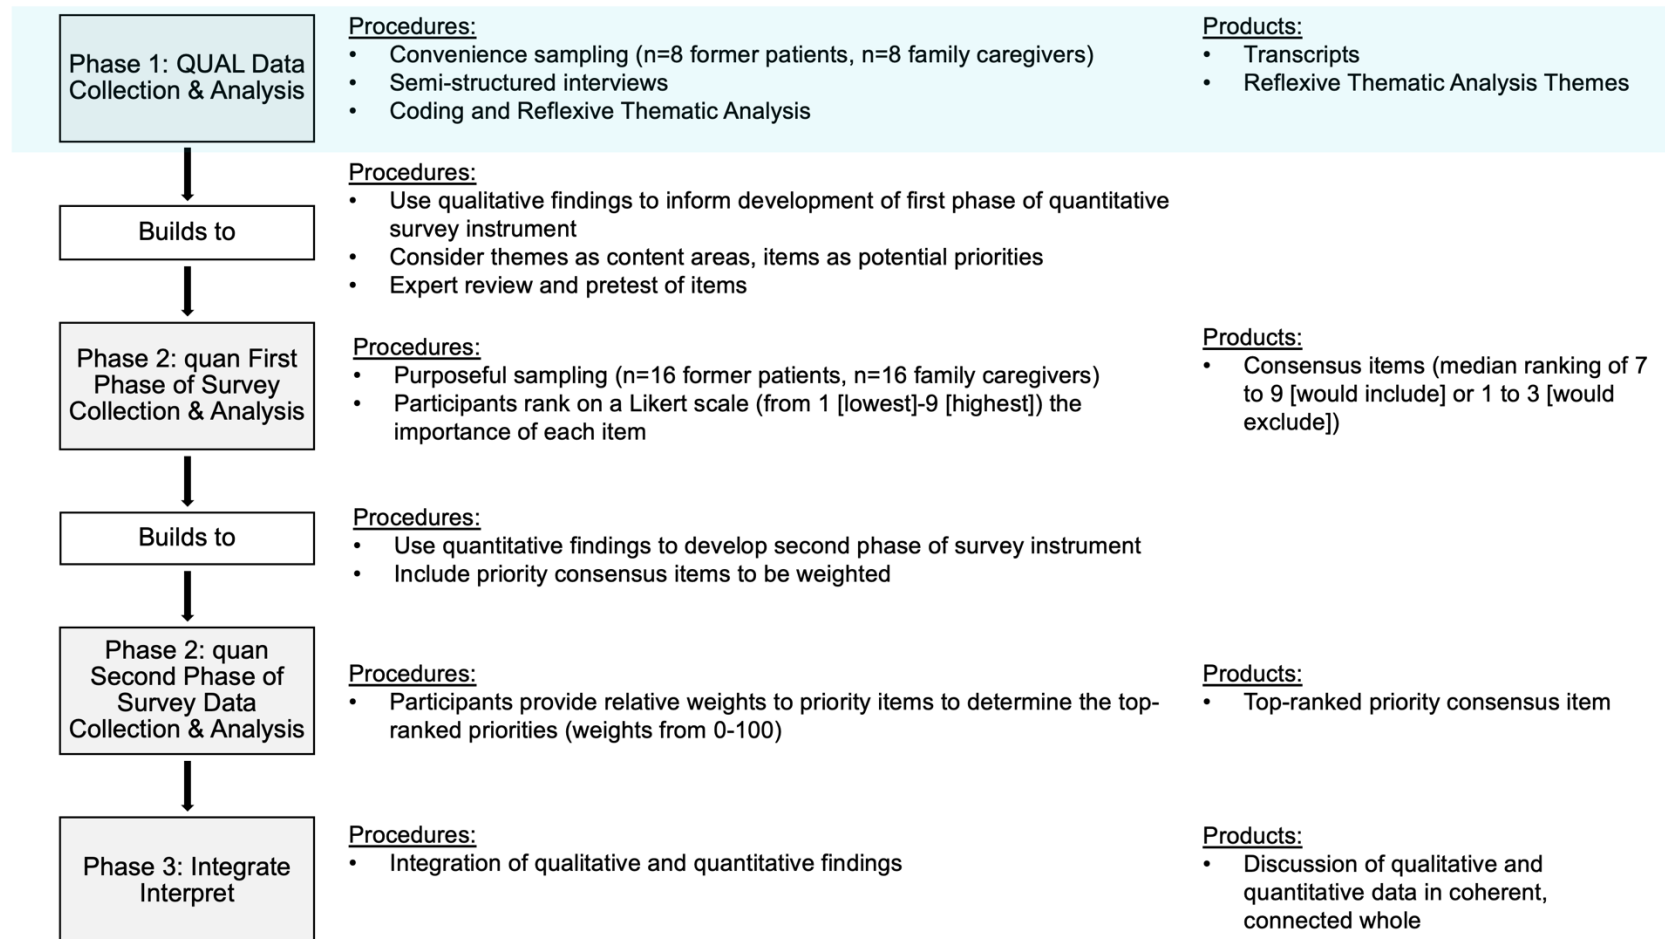 Phase 1: QUAL Data
Collection & Analysis
Procedures:
• Convenience sampling (n=8 former patients, n=8 family caregivers)
• Semi-structured interviews
• Coding and Reflexive Thematic Analysis
Products:
• Transcripts
• Reflexive Thematic Analysis Themes
Builds to
Procedures:
• Use qualitative findings to inform development of first phase of quantitative
survey instrument
• Consider themes as content areas, items as potential priorities
• Expert review and pretest of items
Phase 2: quan First
Phase of Survey
Collection & Analysis
Procedures:
• Purposeful sampling (n=16 former patients, n=16 family caregivers)
• Participants rank on a Likert scale (from 1 [lowest]-9 [highest]) the
importance of each item
Products:
• Consensus items (median ranking of 7
to 9 [would include] or 1 to 3 [would
exclude])
Builds to
Procedures:
• Use quantitative findings to develop second phase of survey instrument
• Include priority consensus items to be weighted
Phase 2: quan
Second Phase of
Survey Data
Collection & Analysis
Procedures:
• Participants provide relative weights to priority items to determine the top-
ranked priorities (weights from 0-100)
Products:
• Top-ranked priority consensus item
Phase 3: Integrate
Interpret
Procedures:
• Integration of qualitative and quantitative findings
Products:
• Discussion of qualitative and
quantitative data in coherent,
connected whole